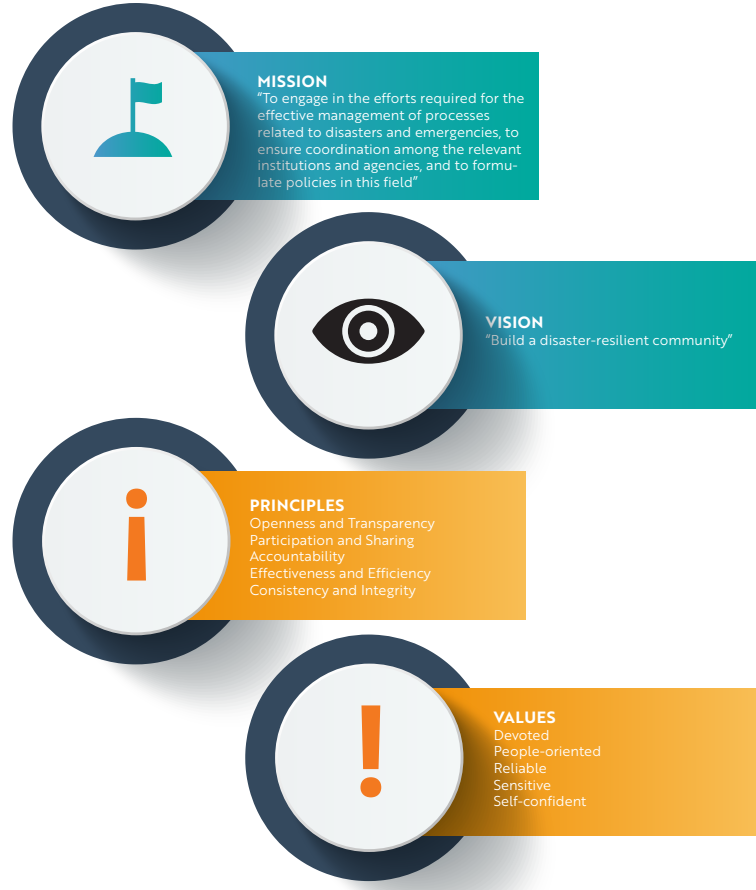 MISSION
“To engage in the efforts required for the
effective management of processes
related to disasters and emergencies, to
ensure coordination among the relevant
institutions and agencies, and to formu-
late policies in this field”
VISION
“Build a disaster-resilient community”
PRINCIPLES
Openness and Transparency
Participation and Sharing
Accountability
Effectiveness and Efficiency
Consistency and Integrity
VALUES
Devoted
People-oriented
Reliable
Sensitive
Self-confident